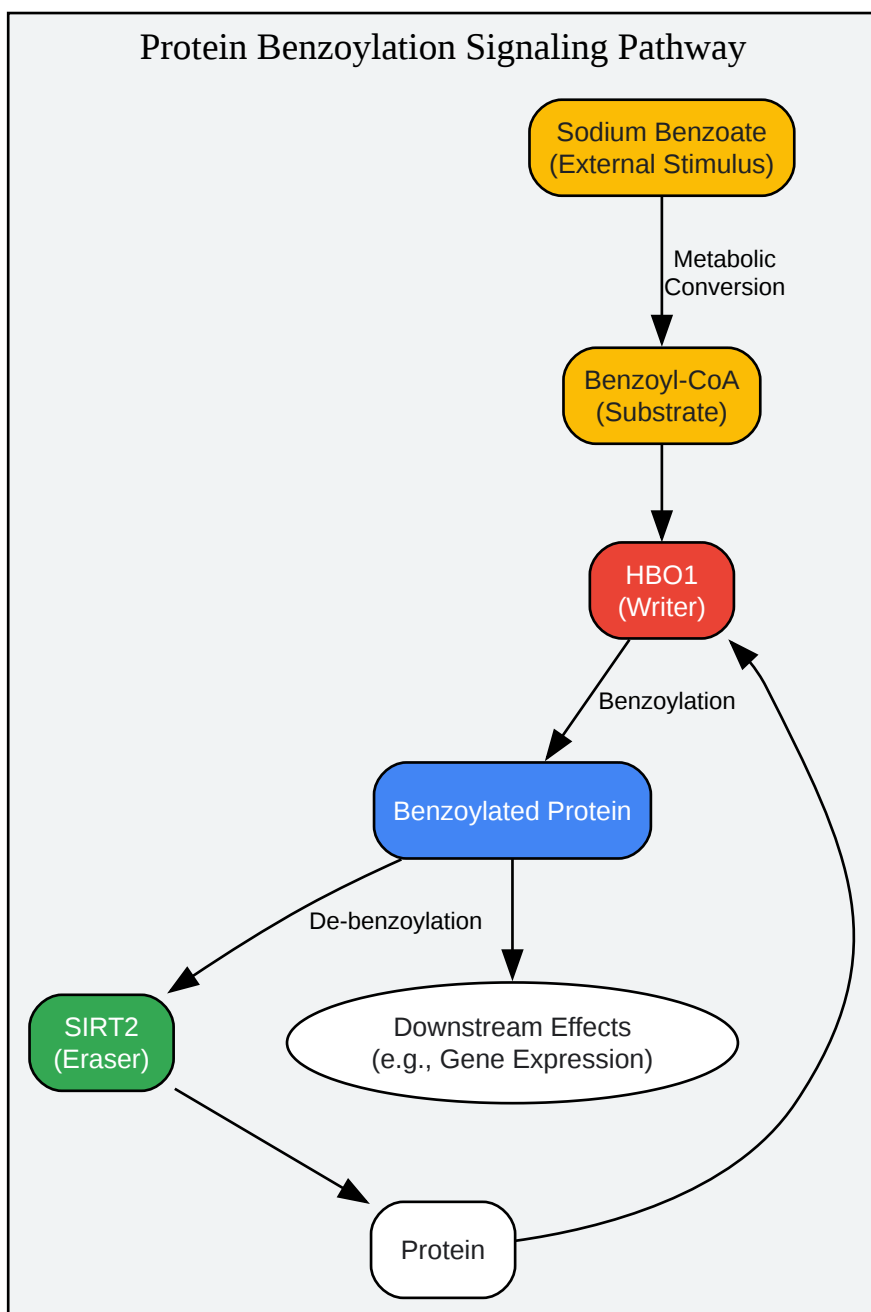 Protein Benzoylation Signaling Pathway
Sodium Benzoate
(External Stimulus)
Metabolic
Conversion
Benzoyl-CoA
(Substrate)
HBO1
(Writer)
Benzoylation
Benzoylated Protein
De-benzoylation
SIRT2
(Eraser)
Downstream Effects
(e.g., Gene Expression)
Protein